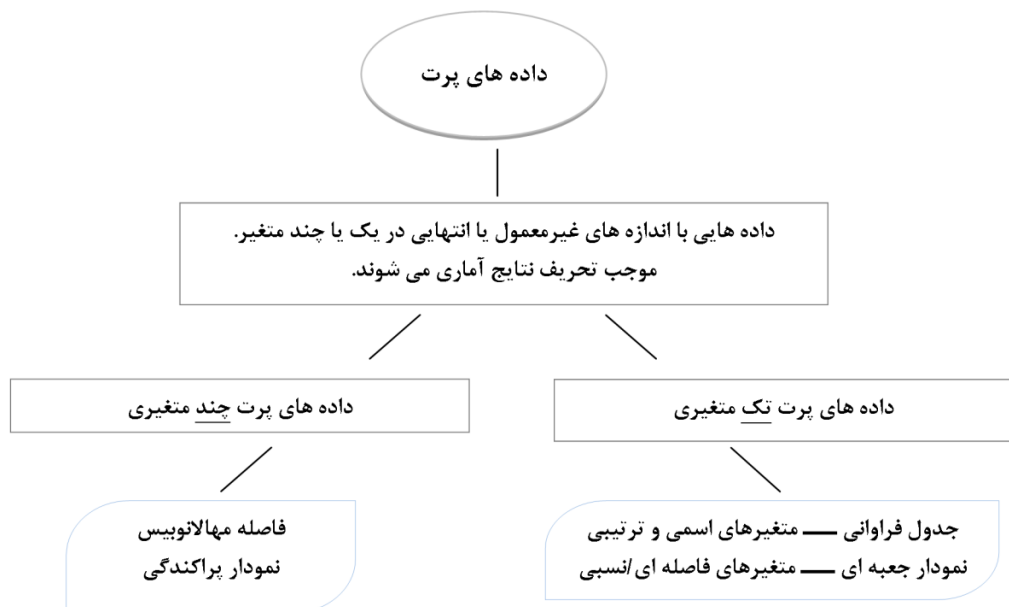 داده های پرت
داده هایی با اندازه های غیرمعمول یا انتهایی در یک یا چند متغیر.
موجب تحریف نتایج آماری می شوند.
داده های پرت تک متغیری
داده های پرت چند متغیری
جدول فراوانی ــــ متغیرهای اسمی و ترتیبی
نمودار جعبه ای ــــ متغیرهای فاصله ای/نسبی
فاصله مهالانوبیس
نمودار پراکندگی